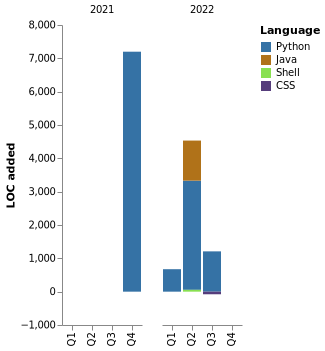 2021 2022
Language
Python
Java
Shell
CSS
LOC added
8,000
7,000
6,000
5,000
4,000
3,000
2,000
1,000
0
−1,000
Q1 Q2 Q3 Q4 Q1 Q2 Q3 Q4